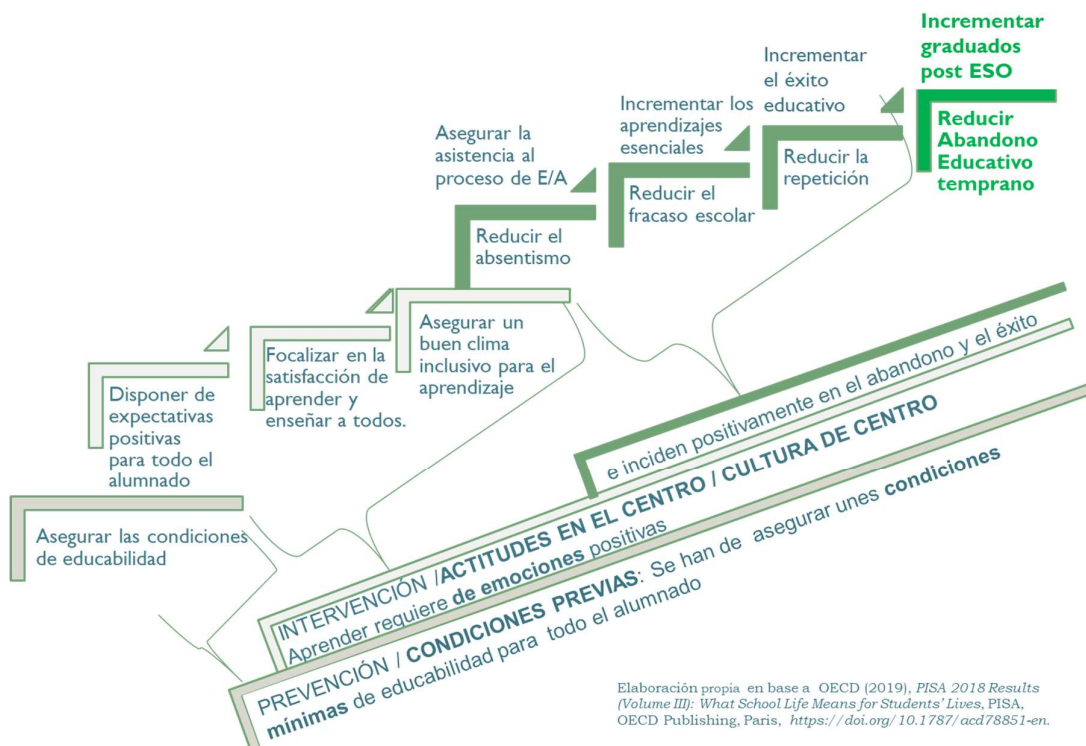 Incrementar
graduados
post ESO
Reducir
Abandono
Educativo
temprano
Incrementar
el éxito
educativo
Reducir la
repetición
Incrementar los
aprendizajes
esenciales
Reducir el
fracaso escolar
Asegurar la
asistencia al
proceso de E/A
Reducir el
absentismo
Asegurar un
buen clima
inclusivo para el
aprendizaje
Focalizar en la
satisfacción de
aprender y
enseñar a todos.
Disponer de
expectativas
positivas
para todo el
alumnado
Asegurar las condiciones
de educabilidad
e inciden positivamente en el abandono y el éxito
INTERVENCIÓN /ACTITUDES EN EL CENTRO / CULTURA DE CENTRO
Aprender requiere de emociones positivas
PREVENCIÓN / CONDICIONES PREVIAS: Se han de asegurar unes condiciones
mínimas de educabilidad para todo el alumnado
Elaboración propia en base a OECD (2019), PISA 2018 Results
(Volume III): What School Life Means for Students' Lives, PISA,
OECD Publishing, Paris, https://doi.org/10.1787/acd78851-en.